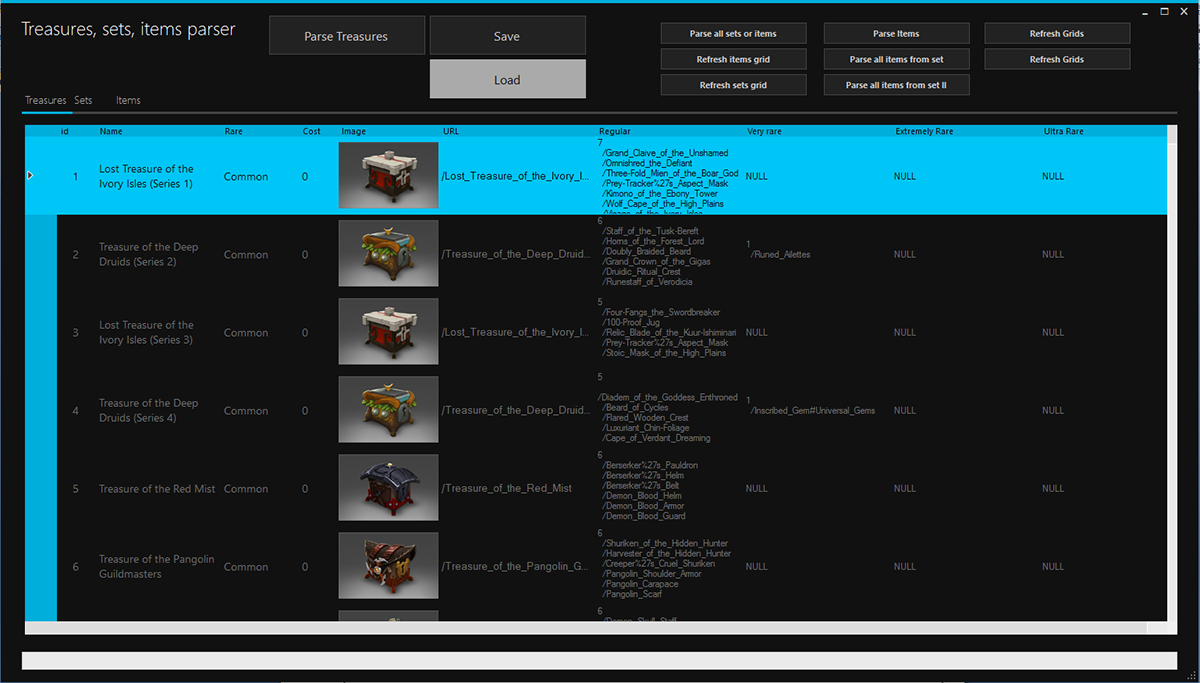 Treasures, sets, items parser
Parse Treasures
Save
Load
Parse all sets or items
Parse Items
Refresh Grids
Refresh items grid
Parse all items from set
Refresh Grids
Refresh sets grid
Parse all items from set II
Treasures Sets Items
id Name Rare Cost Image URL Regular Very rare Extremely Rare Ultra Rare
1
Lost Treasure of the
Ivory Isles (Series 1)
Common
0
/Lost_Treasure_of_the_Ivory_I...
7
/Grand_Claive_of_the_Unshamed
/Omnishred_the_Defiant
/Three-Fold_Mien_of_the_Boar_God
/Prey-Tracker%27s_Aspect_Mask
/Kimono_of_the_Ebony_Tower
/Wolf_Cape_of_the_High_Plains
NULL
NULL
NULL
2
Treasure of the Deep
Druids (Series 2)
Common
0
/Treasure_of_the_Deep_Druid...
6
/Staff_of_the_Tusk-Bereft
/Horns_of_the_Forest_Lord
/Doubly_Braided_Beard
/Grand_Crown_of_the_Gigas
/Druidic_Ritual_Crest
/Runestaff_of_Verodicia
1
/Runed_Ailettes
NULL
NULL
3
Lost Treasure of the
Ivory Isles (Series 3)
Common
0
/Lost_Treasure_of_the_Ivory_I...
5
/Four-Fangs_the_Swordbreaker
/100-Proof_Jug
/Relic_Blade_of_the_Kuur-Ishiminari
/Prey-Tracker%27s_Aspect_Mask
/Stoic_Mask_of_the_High_Plains
NULL
NULL
NULL
4
Treasure of the Deep
Druids (Series 4)
Common
0
/Treasure_of_the_Deep_Druid...
5
/Diadem_of_the_Goddess_Enthroned
/Beard_of_Cycles
/Flared_Wooden_Crest
/Luxuriant_Chin-Foliage
/Cape_of_Verdant_Dreaming
1
/Inscribed_Gem#Universal_Gems
NULL
NULL
5
Treasure of the Red Mist
Common
0
/Treasure_of_the_Red_Mist
6
/Berserker%27s_Pauldron
/Berserker%27s_Helm
/Berserker%27s_Belt
/Demon_Blood_Helm
/Demon_Blood_Armor
/Demon_Blood_Guard
NULL
NULL
NULL
6
Treasure of the Pangolin
Guildmasters
Common
0
/Treasure_of_the_Pangolin_G...
6
/Shuriken_of_the_Hidden_Hunter
/Harvester_of_the_Hidden_Hunter
/Creeper%27s_Cruel_Shuriken
/Pangolin_Shoulder_Armor
/Pangolin_Carapace
/Pangolin_Scarf
NULL
NULL
NULL
6